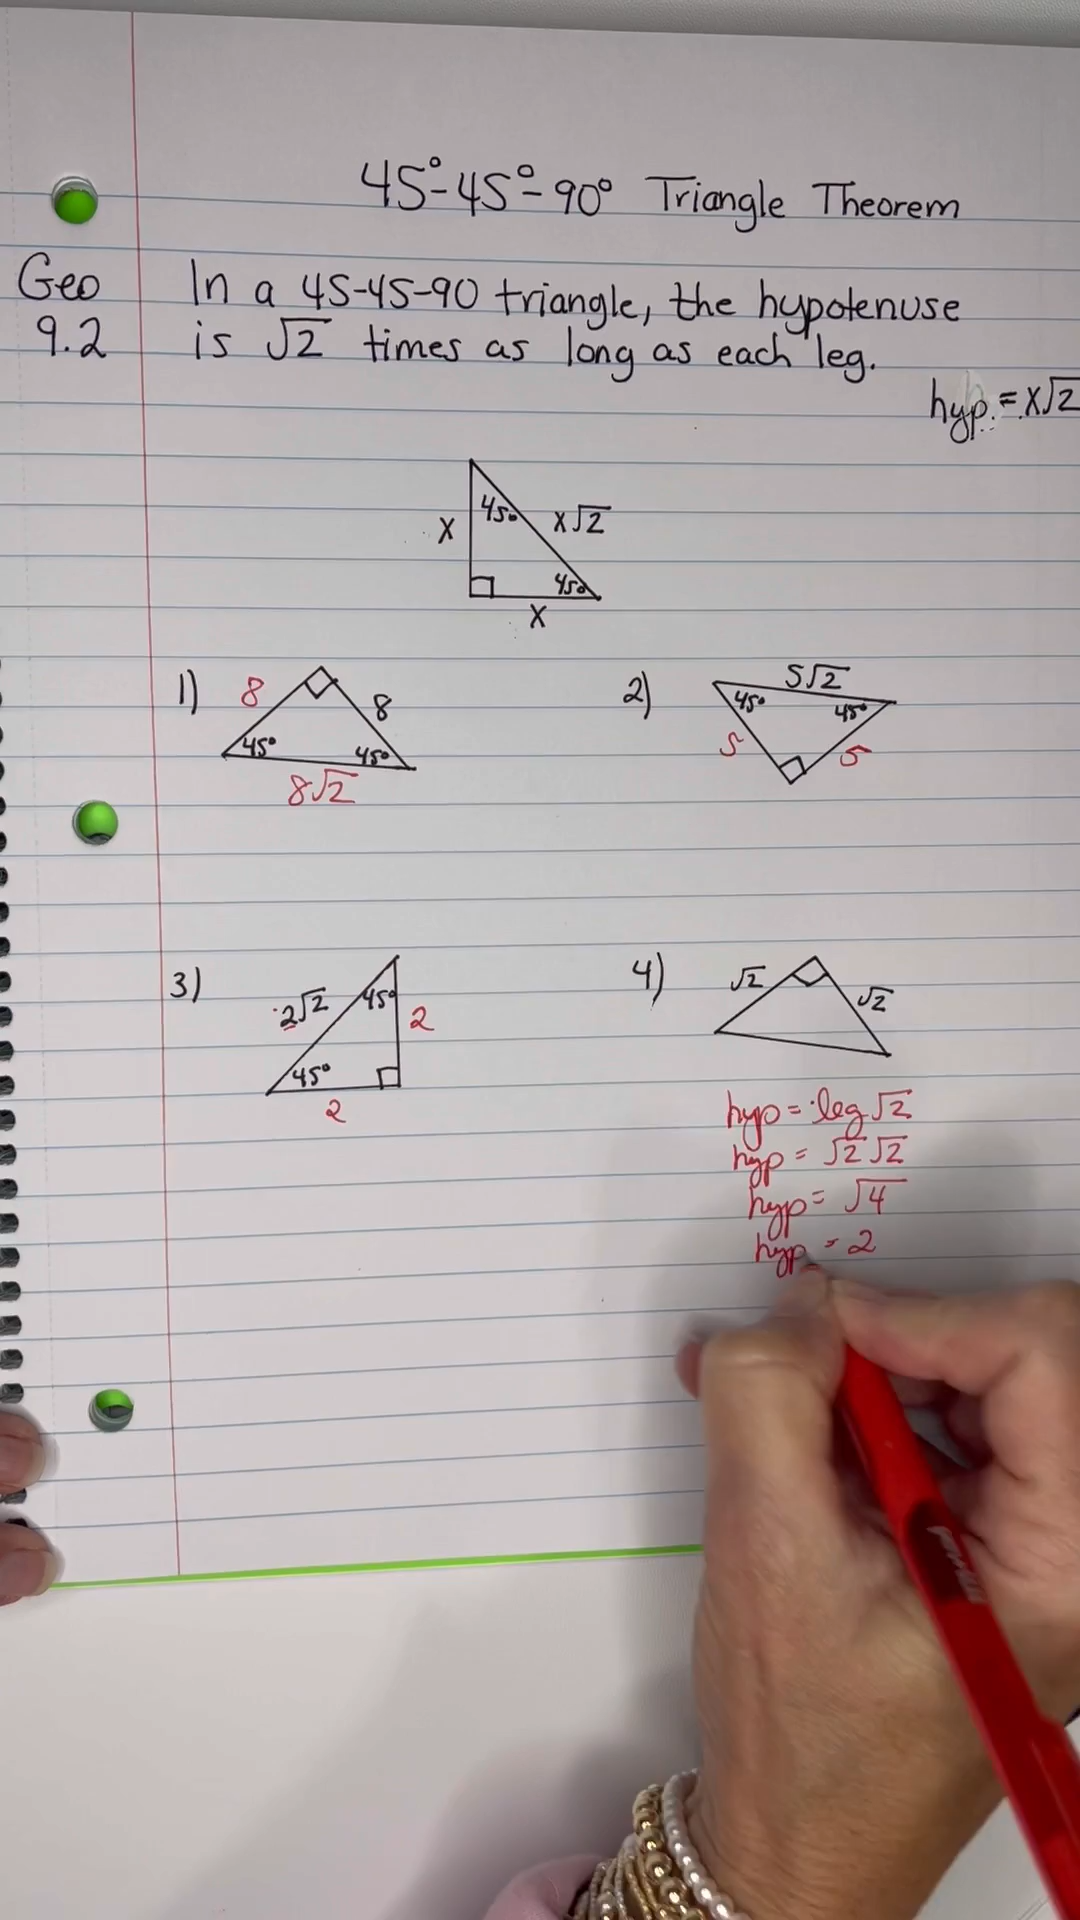 45°-45°-90° Triangle Theorem
Geo
9.2
In a 45-45-90 triangle, the hypotenuse
is √2 times as long as each leg.
hyp. = x√2
45°
x
x√2
45°
x
1)
8
8
45°
45°
8√2
2)
5√2
45°
45°
5
5
3)
2√2
45°
2
45°
2
4)
√2
√2
hyp = leg√2
hyp = √2√2
hyp = √4
hyp = 2